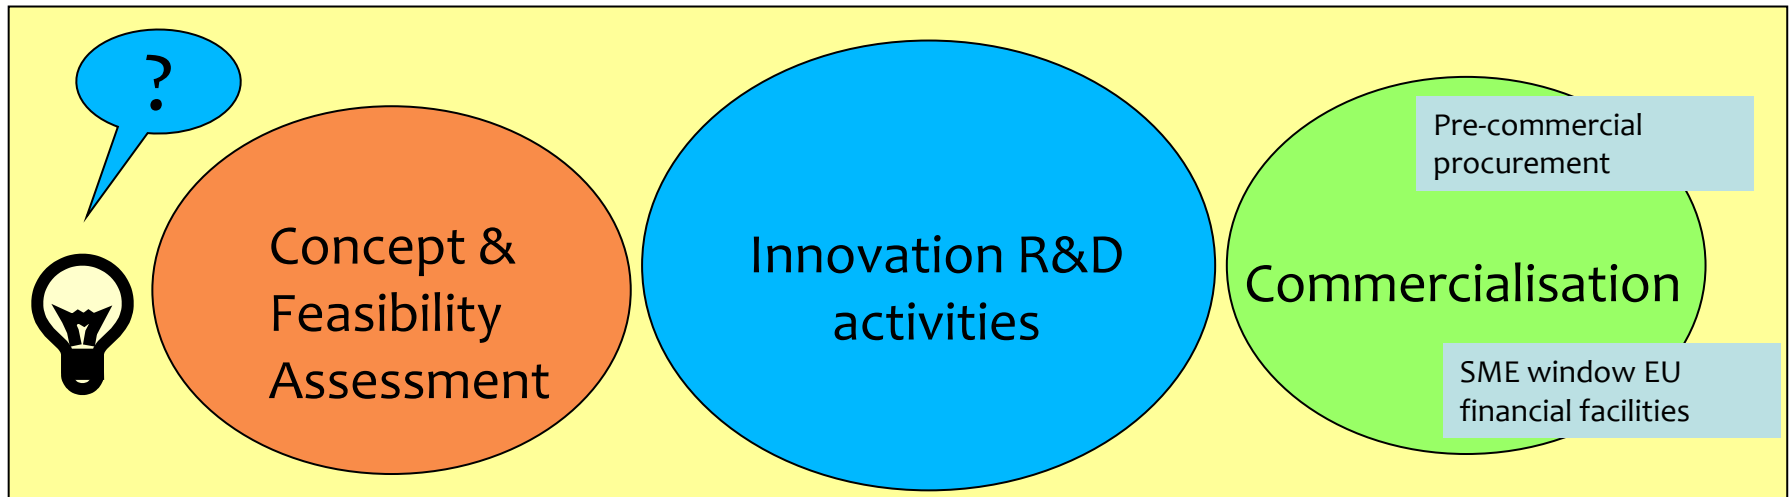 ?
Concept &
Feasibility
Assessment
Innovation R&D
activities
Commercialisation
Pre-commercial
procurement
SME window EU
financial facilities